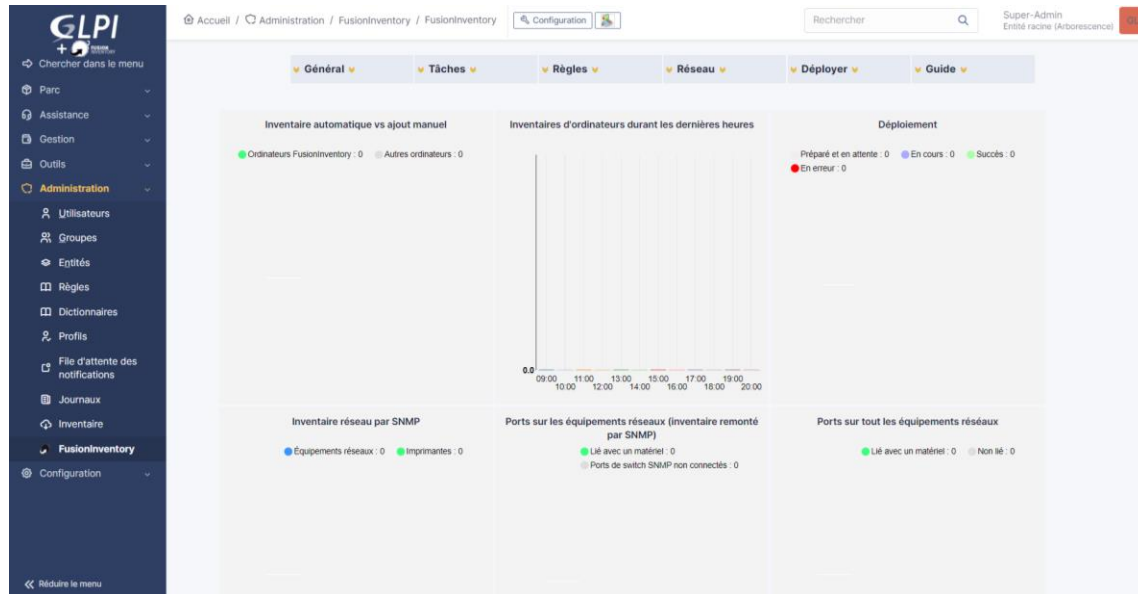 GLPI
+ FUSION INVENTORY
Chercher dans le menu
Parc
Assistance
Gestion
Outils
Administration
Utilisateurs
Groupes
Entités
Règles
Dictionnaires
Profils
File d'attente des
notifications
Journaux
Inventaire
FusionInventory
Configuration
Réduire le menu
Accueil / Administration / FusionInventory / FusionInventory
Configuration
Rechercher
Super-Admin
Entité racine (Arborescence)
Général
Tâches
Règles
Réseau
Déployer
Guide
Inventaire automatique vs ajout manuel
Ordinateurs FusionInventory : 0 Autres ordinateurs : 0
Inventaires d'ordinateurs durant les dernières heures
0.0
09:00 11:00 13:00 15:00 17:00 19:00
10:00 12:00 14:00 16:00 18:00 20:00
Déploiement
Préparé et en attente : 0 En cours : 0 Succès : 0
En erreur : 0
Inventaire réseau par SNMP
Équipements réseaux : 0 Imprimantes : 0
Ports sur les équipements réseaux (inventaire remonté
par SNMP)
Lié avec un matériel : 0
Ports de switch SNMP non connectés : 0
Ports sur tout les équipements réséaux
Lié avec un matériel : 0 Non lié : 0